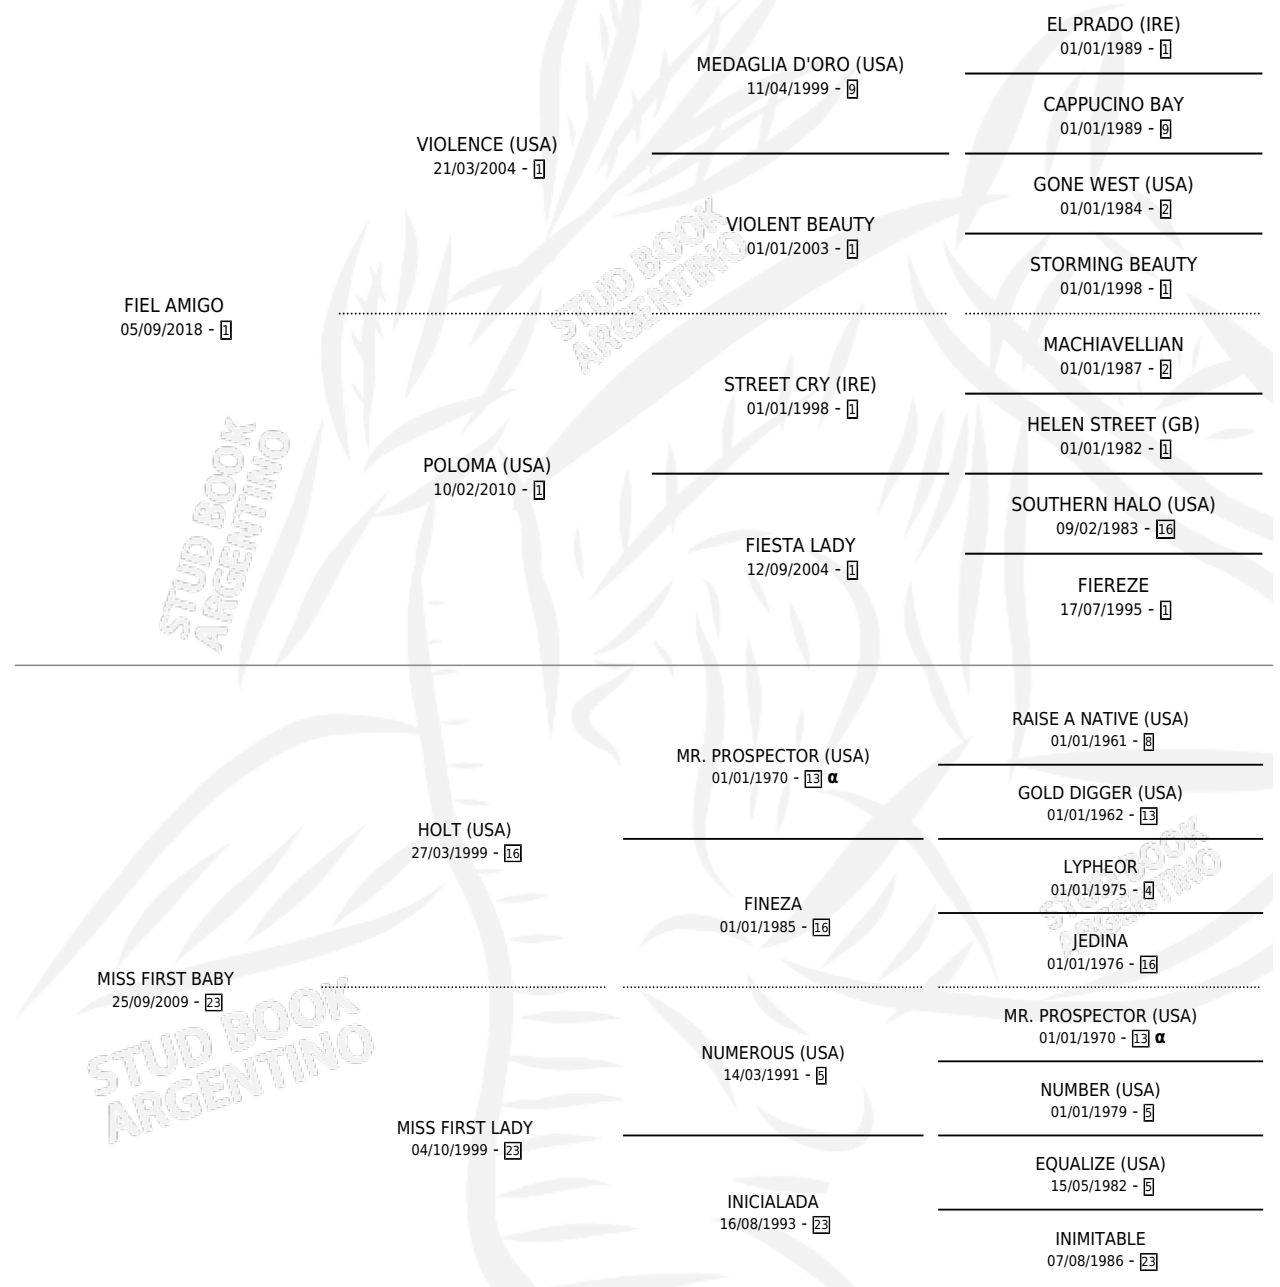 EL PRADO (IRE)
01/01/1989 - 1
MEDAGLIA D'ORO (USA)
11/04/1999 - 9
CAPPUCINO BAY
01/01/1989 - 9
VIOLENCE (USA)
21/03/2004 - 1
GONE WEST (USA)
01/01/1984 - 2
VIOLENT BEAUTY
01/01/2003 - 1
STORMING BEAUTY
01/01/1998 - 1
STUD BOOK
ARGENTINO
FIEL AMIGO
05/09/2018 - 1
MACHIAVELLIAN
01/01/1987 - 2
STREET CRY (IRE)
01/01/1998 - 1
HELEN STREET (GB)
01/01/1982 - 1
POLOMA (USA)
10/02/2010 - 1
SOUTHERN HALO (USA)
09/02/1983 - 16
FIESTA LADY
12/09/2004 - 1
FIEREZE
17/07/1995 - 1
STUD BOOK
ARGENTINO
RAISE A NATIVE (USA)
01/01/1961 - 8
MR. PROSPECTOR (USA)
01/01/1970 - 13 α
GOLD DIGGER (USA)
01/01/1962 - 13
HOLT (USA)
27/03/1999 - 16
LYPHEOR
01/01/1975 - 4
FINEZA
01/01/1985 - 16
JEDINA
01/01/1976 - 16
STUD BOOK
ARGENTINO
MISS FIRST BABY
25/09/2009 - 23
MR. PROSPECTOR (USA)
01/01/1970 - 13 α
NUMEROUS (USA)
14/03/1991 - 5
NUMBER (USA)
01/01/1979 - 5
MISS FIRST LADY
04/10/1999 - 23
EQUALIZE (USA)
15/05/1982 - 5
INICIALADA
16/08/1993 - 23
INIMITABLE
07/08/1986 - 23
STUD BOOK
ARGENTINO